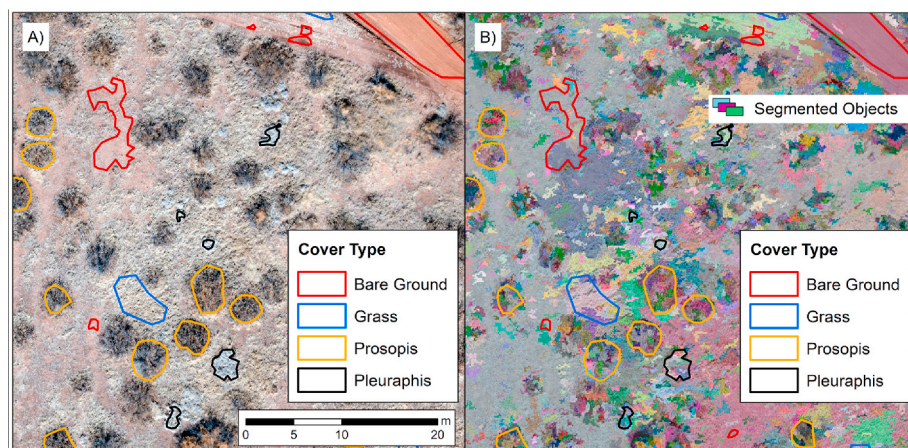 A)
Cover Type
Bare Ground
Grass
Prosopis
Pleuraphis
m
0 5 10 20
B)
Segmented Objects
Cover Type
Bare Ground
Grass
Prosopis
Pleuraphis